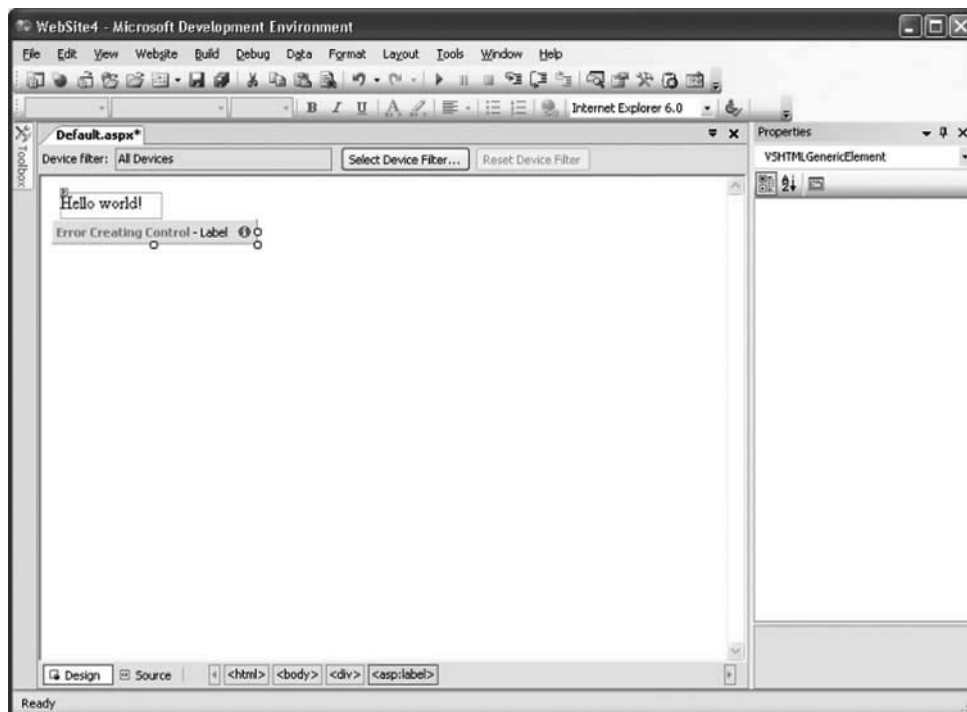 WebSite4 - Microsoft Development Environment
File Edit View Website Build Debug Data Format Layout Tools Window Help
B I U A Internet Explorer 6.0
Toolbox
Default.aspx*
Properties
Device filter: All Devices Select Device Filter... Reset Device Filter
VSHTMLGenericElement
Hello world!
Error Creating Control - Label
Design Source <html> <body> <div> <asp:label>
Ready